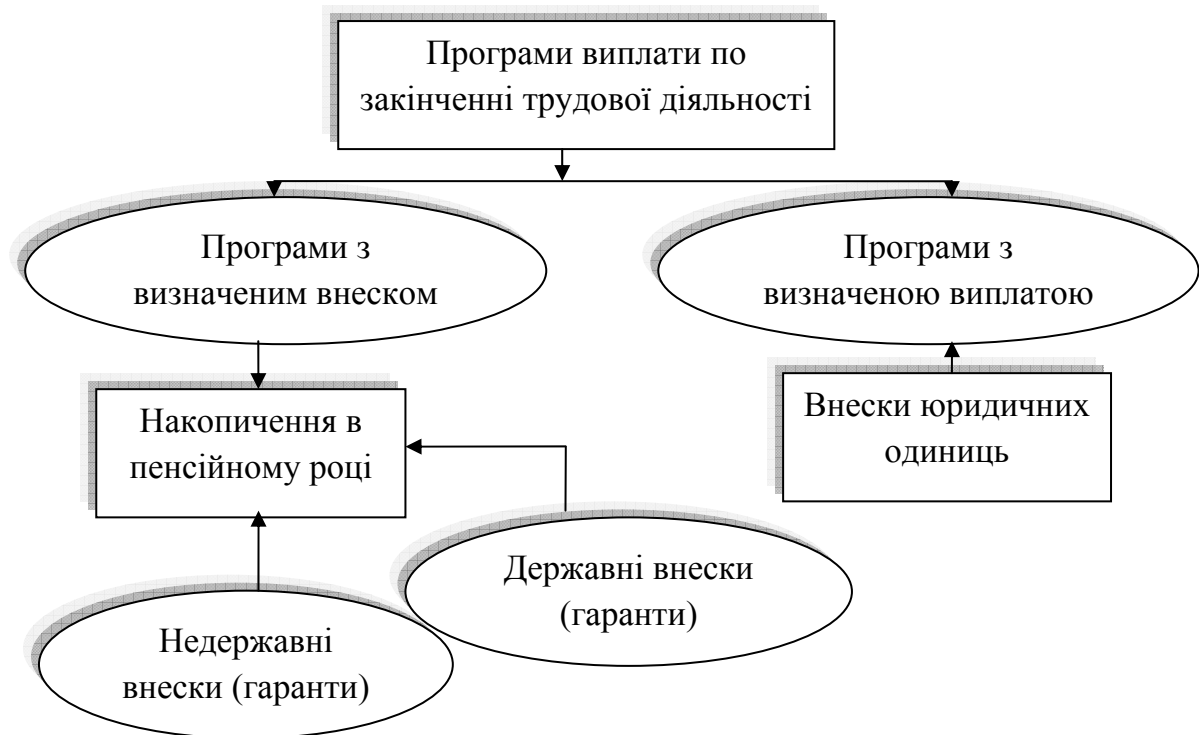 Програми виплати по
закінченні трудової діяльності
Програми з
визначеним внеском
Програми з
визначеною виплатою
Накопичення в
пенсійному році
Внески юридичних
одиниць
Державні внески
(гаранти)
Недержавні
внески (гаранти)